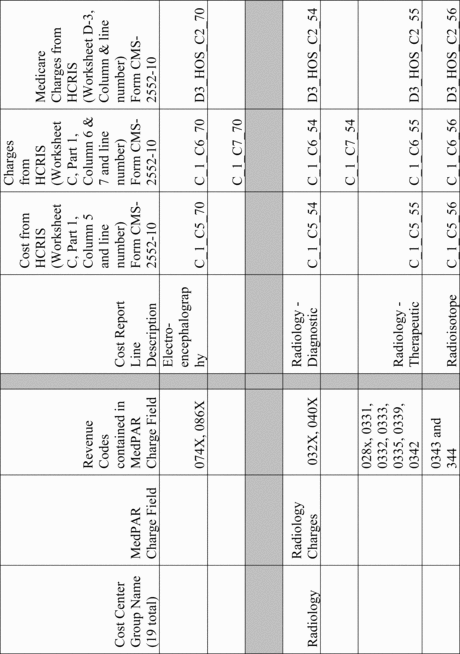 Cost Center
Group Name
(19 total)
MedPAR
Charge Field
Revenue
Codes
contained in
MedPAR
Charge Field
Cost Report
Line
Description
Cost from
HCRIS
(Worksheet
C, Part 1,
Column 5
and line
number)
Form CMS-
2552-10
Charges
from
HCRIS
(Worksheet
C, Part 1,
Column 6 &
7 and line
number)
Form CMS-
2552-10
Medicare
Charges from
HCRIS
(Worksheet D-3,
Column & line
number)
Form CMS-
2552-10
074X, 086X
Electro-
encephalograp
hy
C_1_C5_70
C_1_C6_70
D3_HOS_C2_70
C_1_C7_70
Radiology
Radiology
Charges
032X, 040X
Radiology -
Diagnostic
C_1_C5_54
C_1_C6_54
D3_HOS_C2_54
C_1_C7_54
028x, 0331,
0332, 0333,
0335, 0339,
0342
Radiology -
Therapeutic
C_1_C5_55
C_1_C6_55
D3_HOS_C2_55
0343 and
344
Radioisotope
C_1_C5_56
C_1_C6_56
D3_HOS_C2_56